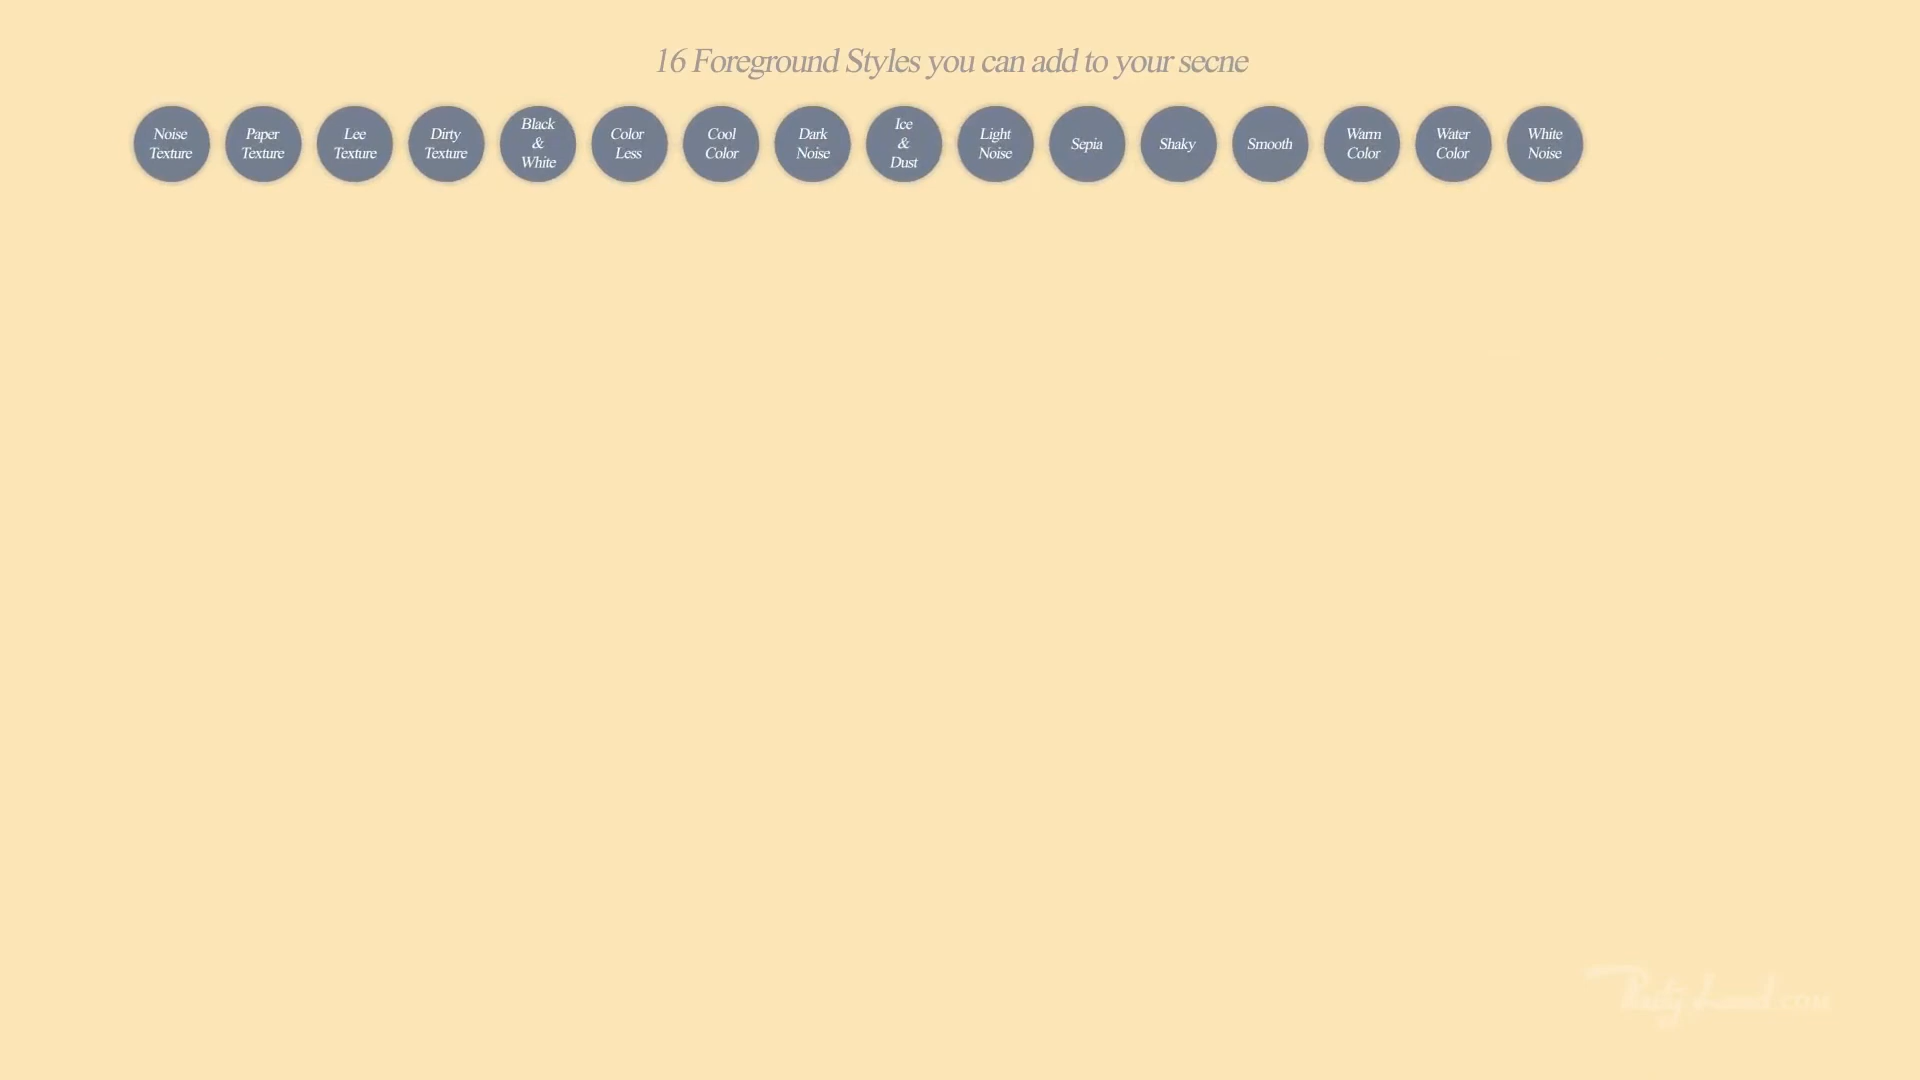 16 Foreground Styles you can add to your secne
Noise
Texture
Paper
Texture
Lee
Texture
Dirty
Texture
Black
&
White
Color
Less
Cool
Color
Dark
Noise
Ice
&
Dust
Light
Noise
Sepia
Shaky
Smooth
Warm
Color
Water
Color
White
Noise